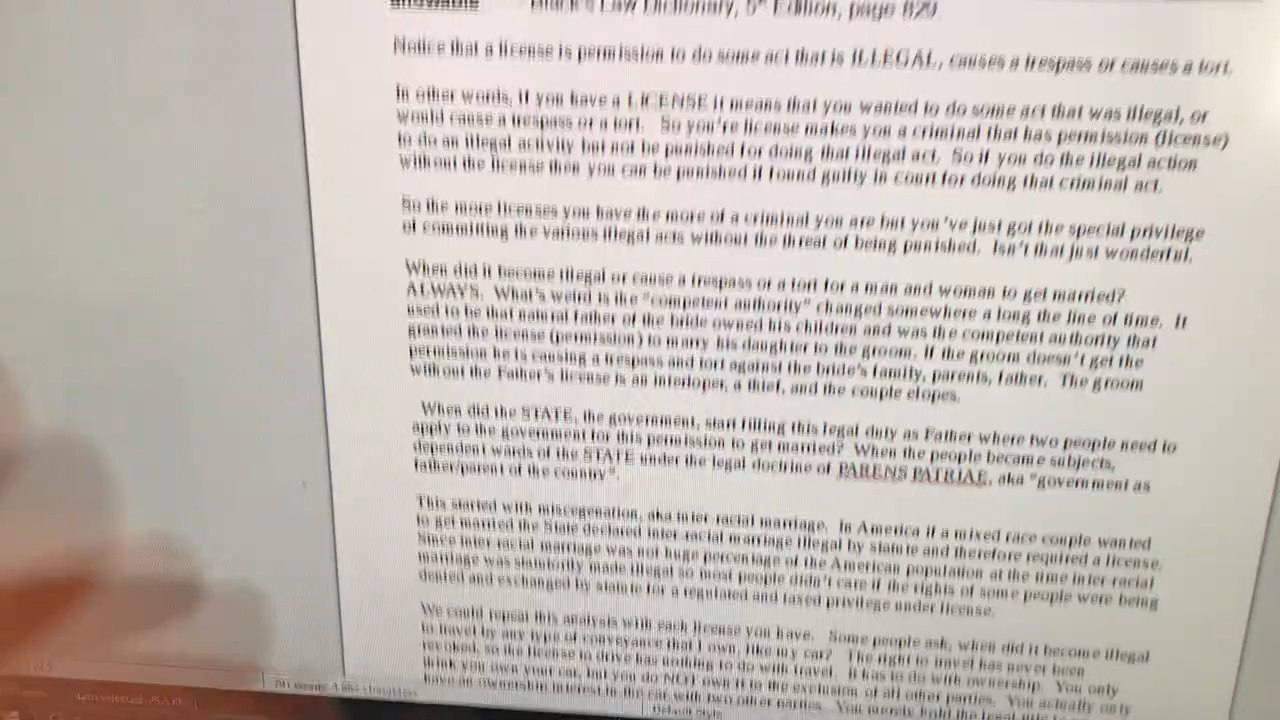 allowable Black's Law Dictionary, 5th Edition, page 829
Notice that a license is permission to do some act that is ILLEGAL, causes a trespass or causes a tort.
In other words, if you have a LICENSE it means that you wanted to do some act that was illegal, or
would cause a trespass or a tort. So you're license makes you a criminal that has permission (license)
to do an illegal activity but not be punished for doing that illegal act. So if you do the illegal action
without the license then you can be punished if found guilty in court for doing that criminal act.
So the more licenses you have the more of a criminal you are but you've just got the special privilege
of committing the various illegal acts without the threat of being punished. Isn't that just wonderful.
When did it become illegal or cause a trespass or a tort for a man and woman to get married?
ALWAYS. What's weird is the "competent authority" changed somewhere a long the line of time. It
used to be that natural father of the bride owned his children and was the competent authority that
granted the license (permission) to marry his daughter to the groom. If the groom doesn't get the
permission he is causing a trespass and tort against the bride's family, parents, father. The groom
without the Father's license is an interloper, a thief, and the couple elopes.
When did the STATE, the government, start filling this legal duty as Father where two people need to
apply to the government for this permission to get married? When the people became subjects,
dependent wards of the STATE under the legal doctrine of PARENS PATRIAE, aka "government as
father/parent of the country".
This started with miscegenation, aka inter-racial marriage. In America if a mixed race couple wanted
to get married the State declared inter-racial marriage illegal by statute and therefore required a license.
Since inter-racial marriage was not huge percentage of the American population at the time inter-racial
marriage was statutorily made illegal so most people didn't care if the rights of some people were being
denied and exchanged by statute for a regulated and taxed privilege under license.
We could repeat this analysis with each license you have. Some people ask, when did it become illegal
to travel by any type of conveyance that I own, like my car? The right to travel has never been
revoked, so the license to drive has nothing to do with travel. It has to do with ownership. You only
think you own your car, but you do NOT own it to the exclusion of all other parties. You actually only
have an ownership interest in the car with two other parties. You merely hold the legal
Default Style